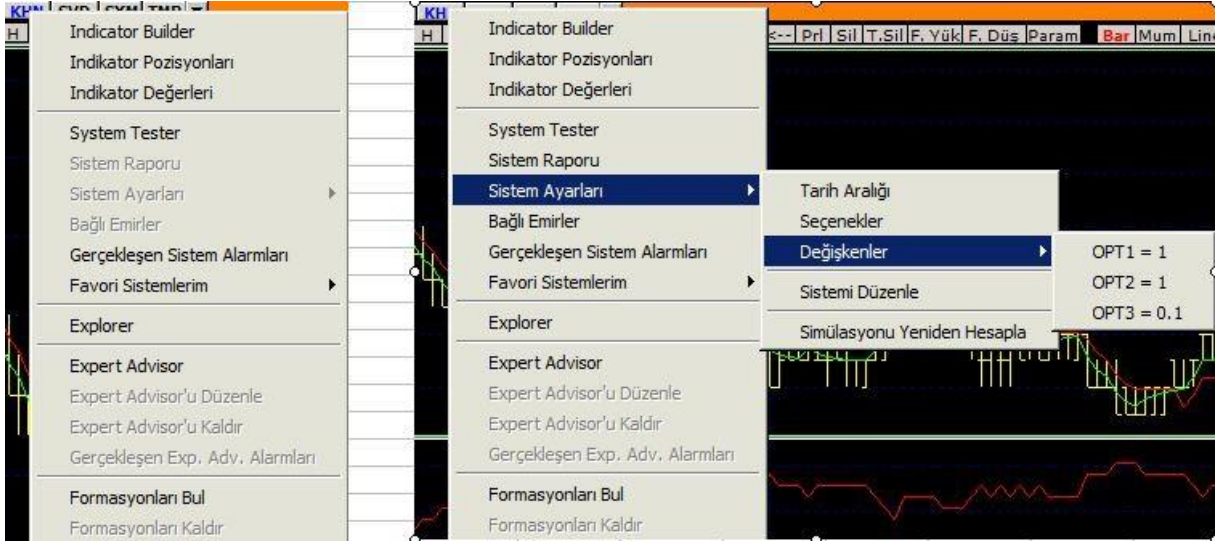 KHN SVD SYM TMP
H
Indicator Builder
Indikator Pozisyonları
Indikator Değerleri
System Tester
Sistem Raporu
Sistem Ayarları
Bağlı Emirler
Gerçekleşen Sistem Alarmları
Favori Sistemlerim
Explorer
Expert Advisor
Expert Advisor'u Düzenle
Expert Advisor'u Kaldır
Gerçekleşen Exp. Adv. Alarmları
Formasyonları Bul
Formasyonları Kaldır
KH
H
<-- Prl Sil T.Sil F. Yük F. Düş Param Bar Mum Line
Indicator Builder
Indikator Pozisyonları
Indikator Değerleri
System Tester
Sistem Raporu
Sistem Ayarları
Bağlı Emirler
Gerçekleşen Sistem Alarmları
Favori Sistemlerim
Explorer
Expert Advisor
Expert Advisor'u Düzenle
Expert Advisor'u Kaldır
Gerçekleşen Exp. Adv. Alarmları
Formasyonları Bul
Formasyonları Kaldır
Tarih Aralığı
Seçenekler
Değişkenler
Sistemi Düzenle
Simülasyonu Yeniden Hesapla
OPT1 = 1
OPT2 = 1
OPT3 = 0.1